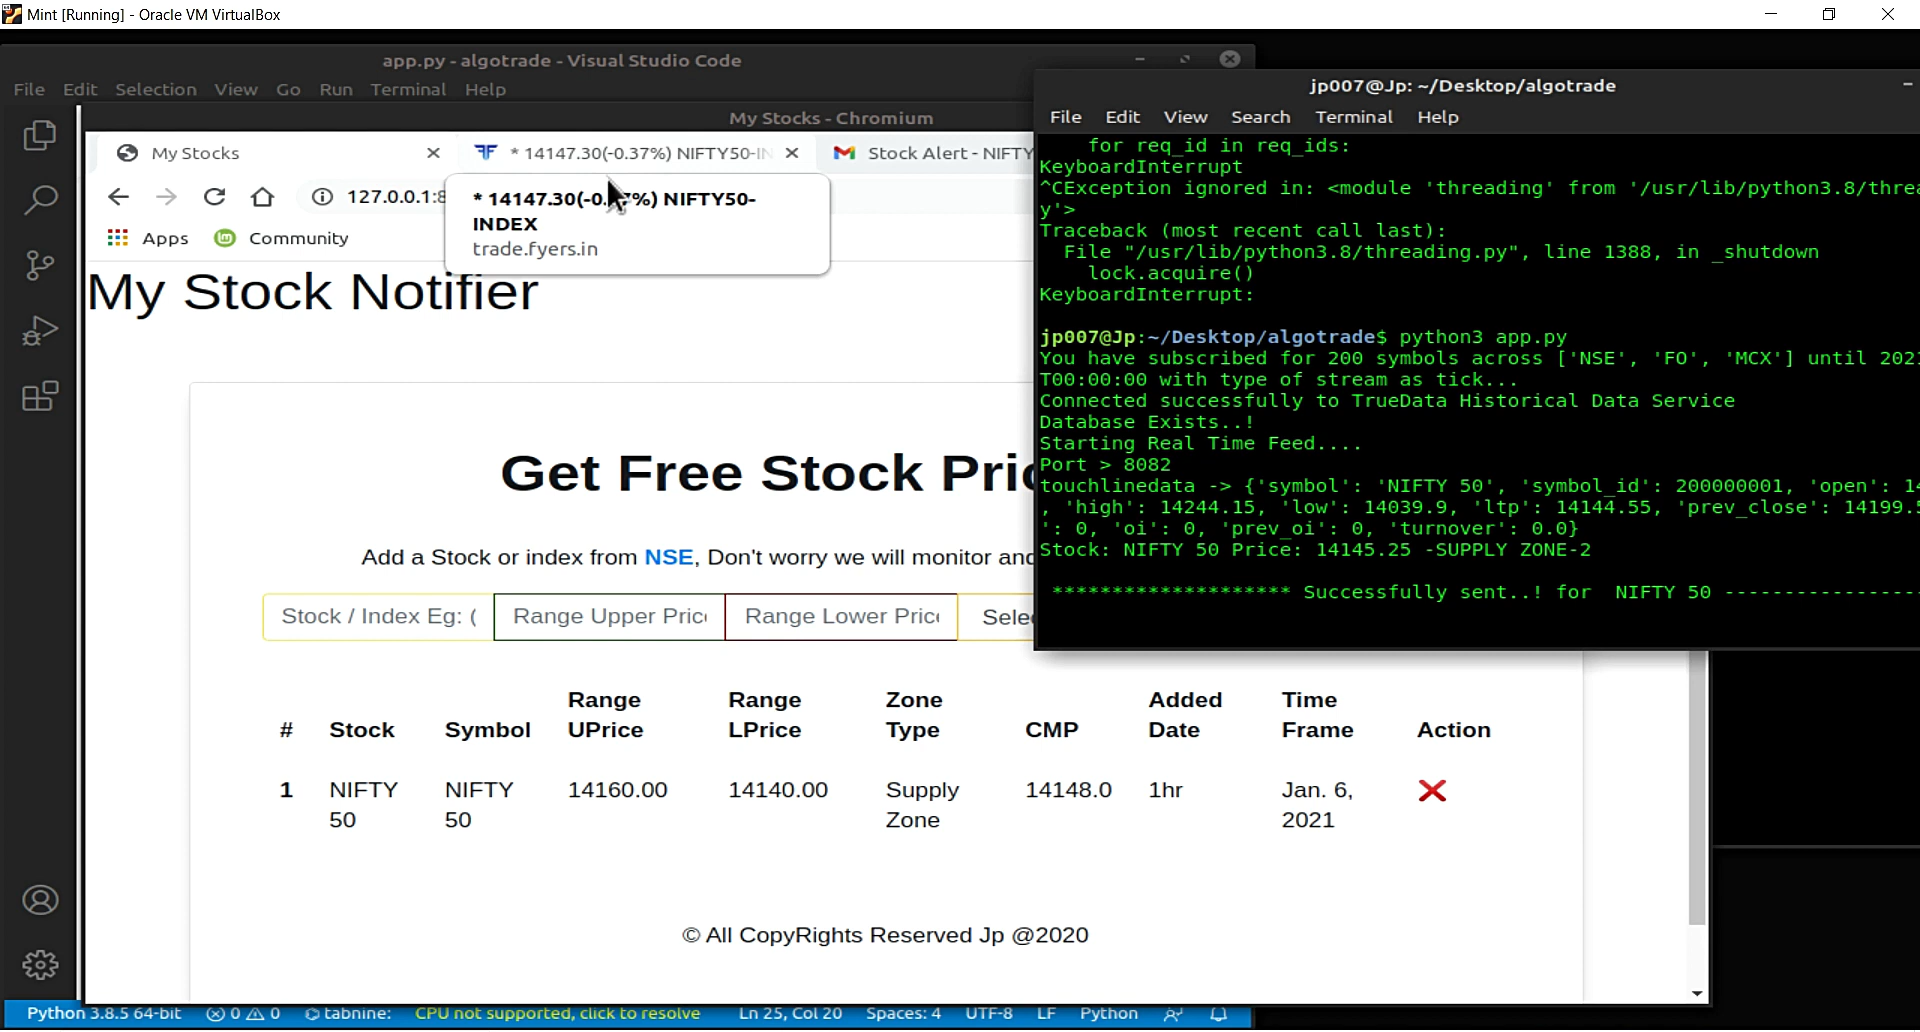 Mint [Running] - Oracle VM VirtualBox
app.py - algotrade - Visual Studio Code
File Edit Selection View Go Run Terminal Help
My Stocks - Chromium
My Stocks
* 14147.30(-0.37%) NIFTY50-IN
Stock Alert - NIFTY
127.0.0.1:8
* 14147.30(-0. %) NIFTY50-
INDEX
trade.fyers.in
Apps Community
My Stock Notifier
Get Free Stock Pric
Add a Stock or index from NSE, Don't worry we will monitor and
Stock / Index Eg: ( Range Upper Price Range Lower Price Selec
# Stock Symbol Range UPrice Range LPrice Zone Type CMP Added Date Time Frame Action
1 NIFTY 50 NIFTY 50 14160.00 14140.00 Supply Zone 14148.0 1hr Jan. 6, 2021
© All CopyRights Reserved Jp @2020
jp007@Jp: ~/Desktop/algotrade
File Edit View Search Terminal Help
for req_id in req_ids:
KeyboardInterrupt
^CException ignored in: <module 'threading' from '/usr/lib/python3.8/threa
y'>
Traceback (most recent call last):
File "/usr/lib/python3.8/threading.py", line 1388, in _shutdown
lock.acquire()
KeyboardInterrupt:
jp007@Jp:~/Desktop/algotrade$ python3 app.py
You have subscribed for 200 symbols across ['NSE', 'FO', 'MCX'] until 2021
T00:00:00 with type of stream as tick...
Connected successfully to TrueData Historical Data Service
Database Exists..!
Starting Real Time Feed....
Port > 8082
touchlinedata -> {'symbol': 'NIFTY 50', 'symbol_id': 200000001, 'open': 14
, 'high': 14244.15, 'low': 14039.9, 'ltp': 14144.55, 'prev_close': 14199.5
': 0, 'oi': 0, 'prev_oi': 0, 'turnover': 0.0}
Stock: NIFTY 50 Price: 14145.25 -SUPPLY ZONE-2
******************** Successfully sent..! for NIFTY 50 -----------------
Python 3.8.5 64-bit 0 0 tabnine: CPU not supported, click to resolve Ln 25, Col 20 Spaces: 4 UTF-8 LF Python